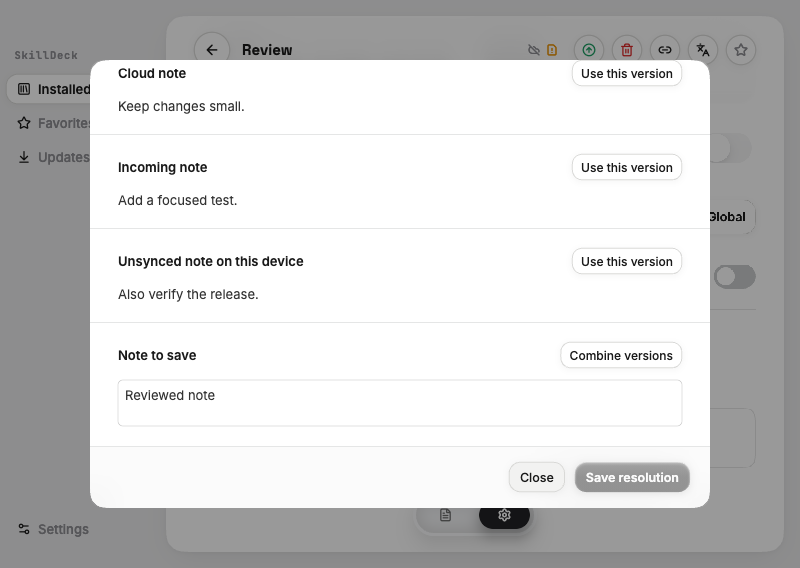 SkillDeck
Review
Installed
Favorites
Updates
Cloud note
Use this version
Keep changes small.
Incoming note
Use this version
Add a focused test.
Global
Unsynced note on this device
Use this version
Also verify the release.
Note to save
Combine versions
Reviewed note
Close
Save resolution
Settings